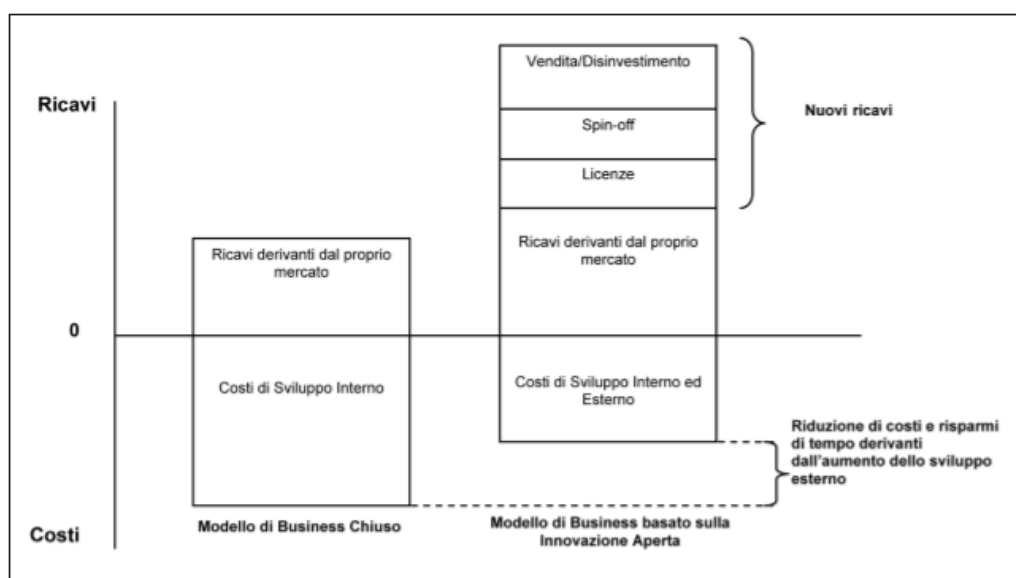 Vendita/Disinvestimento
Ricavi
Nuovi ricavi
Spin-off
Licenze
Ricavi derivanti dal proprio
mercato
Ricavi derivanti dal proprio
mercato
0
Costi di Sviluppo Interno
Costi di Sviluppo Interno ed
Esterno
Riduzione di costi e risparmi
di tempo derivanti
dall'aumento dello sviluppo
esterno
Modello di Business Chiuso
Modello di Business basato sulla
Innovazione Aperta
Costi